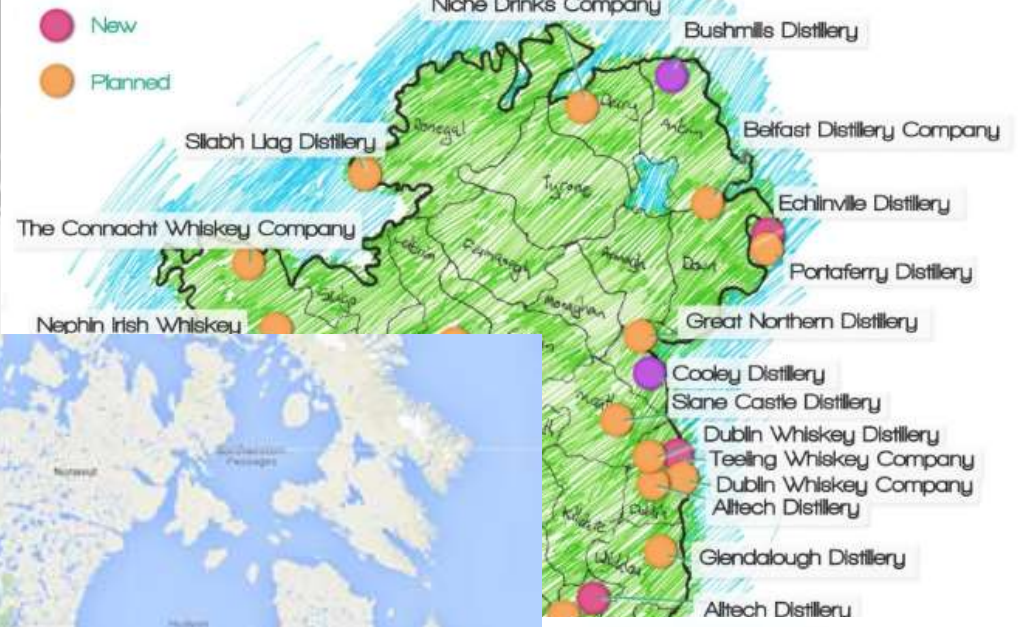 Niche Drinks Company
New
Bushmills Distillery
Planned
Derry
Donegal
Antrim
Belfast Distillery Company
Sliabh Liag Distillery
Tyrone
Echlinville Distillery
The Connacht Whiskey Company
Leitrim
Fermanagh
Armagh
Down
Portaferry Distillery
Sligo
Monaghan
Nephin Irish Whiskey
Great Northern Distillery
Cooley Distillery
Slane Castle Distillery
Dublin Whiskey Distillery
Teeling Whiskey Company
Nunavut
Northwestern
Passages
Dublin Whiskey Company
Alltech Distillery
Kildare
Dublin
Glendalough Distillery
Wicklow
Alltech Distillery